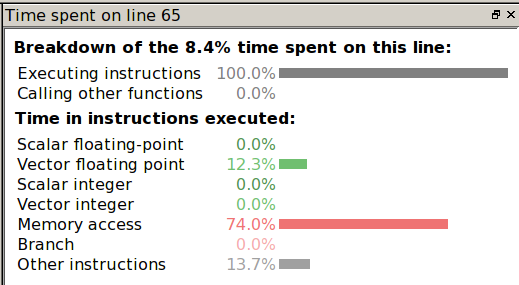 Time spent on line 65
Breakdown of the 8.4% time spent on this line:
Executing instructions 100.0%
Calling other functions 0.0%
Time in instructions executed:
Scalar floating-point 0.0%
Vector floating point 12.3%
Scalar integer 0.0%
Vector integer 0.0%
Memory access 74.0%
Branch 0.0%
Other instructions 13.7%